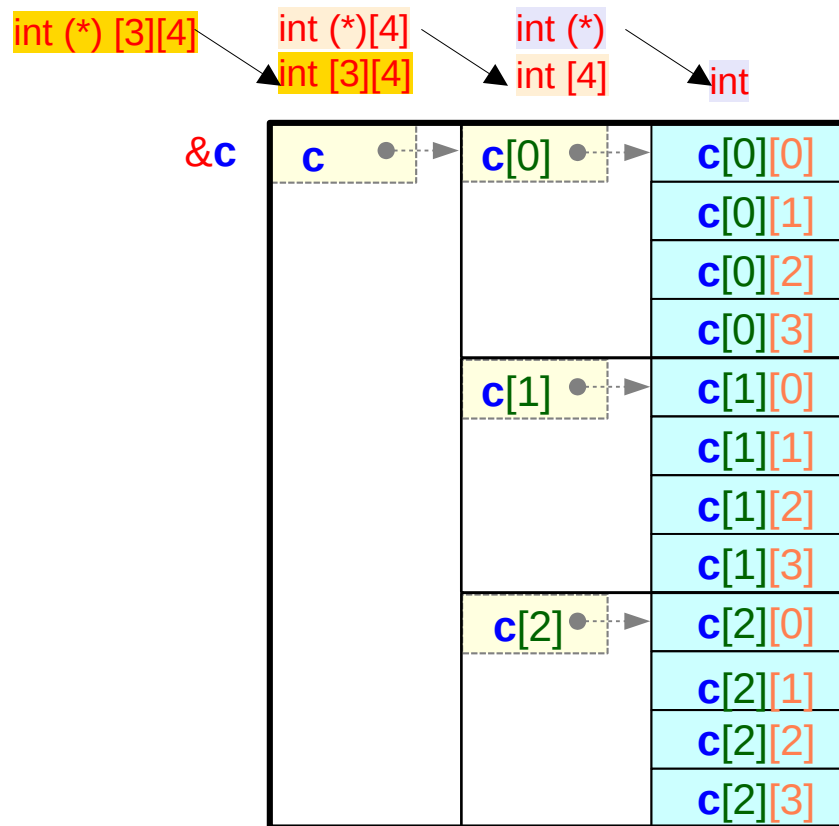 int (*) [3][4] int (*)[4] int (*)
int [3][4] int [4] int
&c c c[0] c[0][0]
c[0][1]
c[0][2]
c[0][3]
c[1] c[1][0]
c[1][1]
c[1][2]
c[1][3]
c[2] c[2][0]
c[2][1]
c[2][2]
c[2][3]